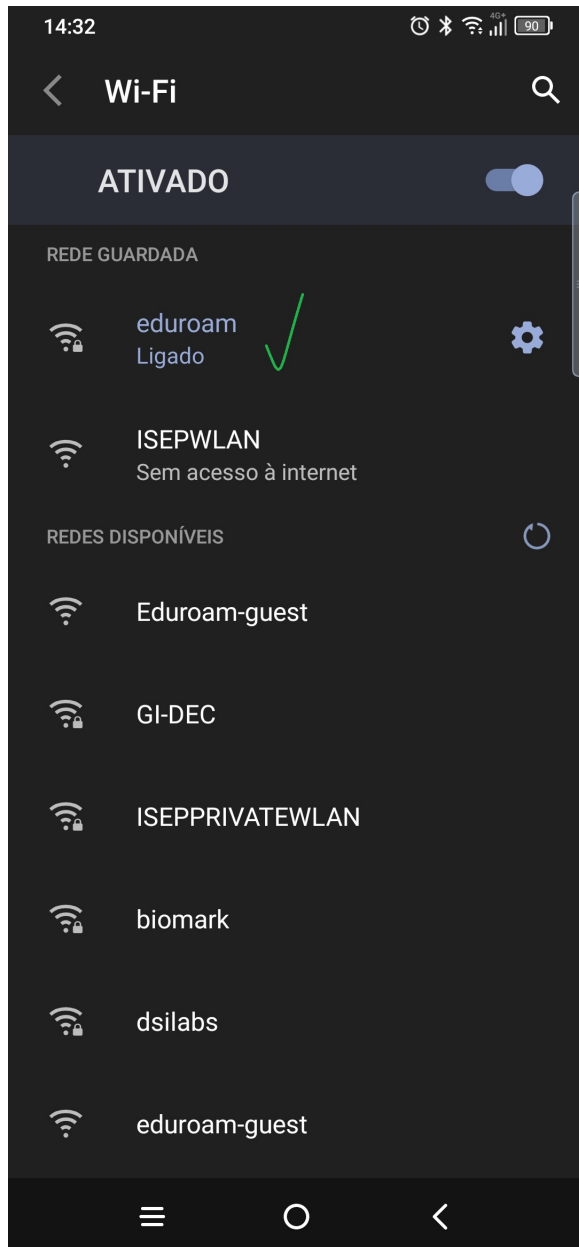 14:32 4G+ 90
Wi-Fi
ATIVADO
REDE GUARDADA
eduroam
Ligado
ISEPWLAN
Sem acesso à internet
REDES DISPONÍVEIS
Eduroam-guest
GI-DEC
ISEPPRIVATEWLAN
biomark
dsilabs
eduroam-guest